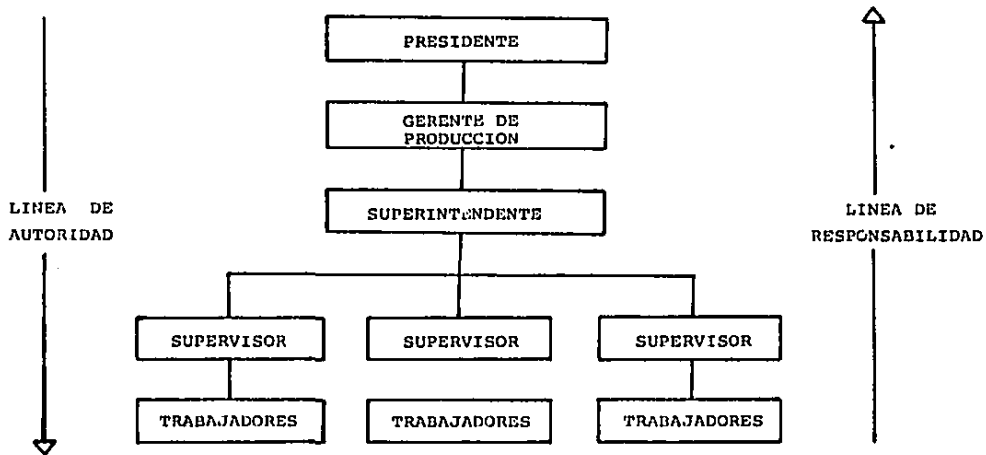 PRESIDENTE
GERENTE DE
PRODUCCION
SUPERINTENDENTE
LINEA DE
AUTORIDAD
LINEA DE
RESPONSABILIDAD
SUPERVISOR
SUPERVISOR
SUPERVISOR
TRABAJADORES
TRABAJADORES
TRABAJADORES